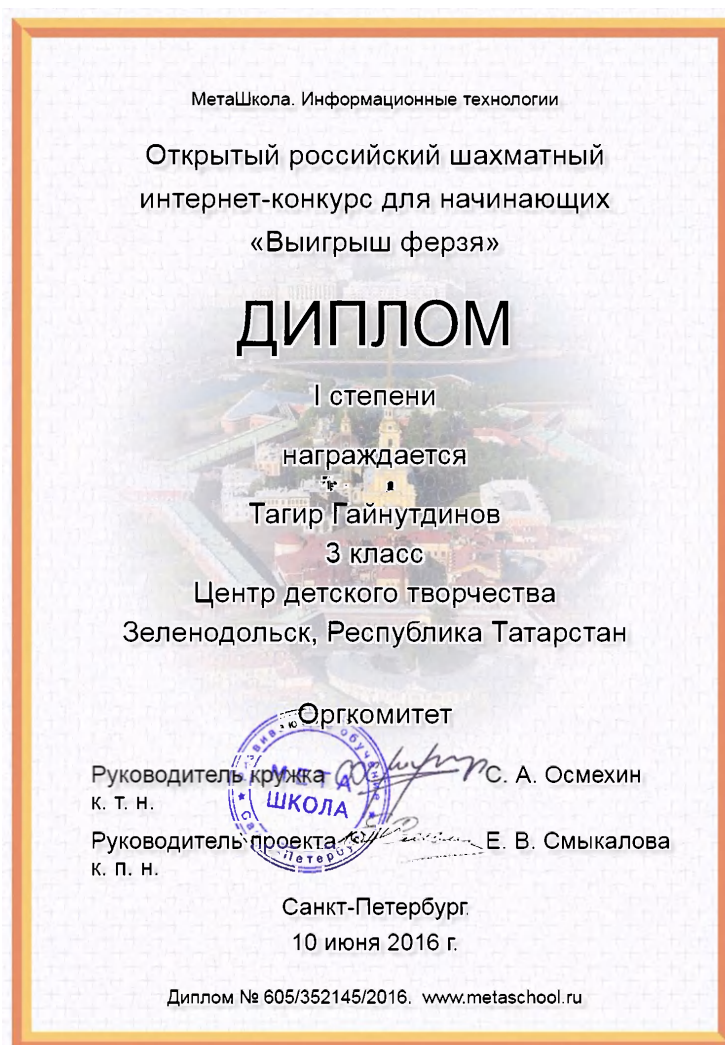 МетаШкола. Информационные технологии
Открытый российский шахматный
интернет-конкурс для начинающих
«Выигрыш ферзя»
ДИПЛОМ
I степени
награждается
Тагир Гайнутдинов
3 класс
Центр детского творчества
Зеленодольск, Республика Татарстан
Оргкомитет
Руководитель кружка С. А. Осмехин
к. т. н.
МЕТА
ШКОЛА
Руководитель проекта Е. В. Смыкалова
к. п. н.
Санкт-Петербург
10 июня 2016 г.
Диплом № 605/352145/2016. www.metaschool.ru